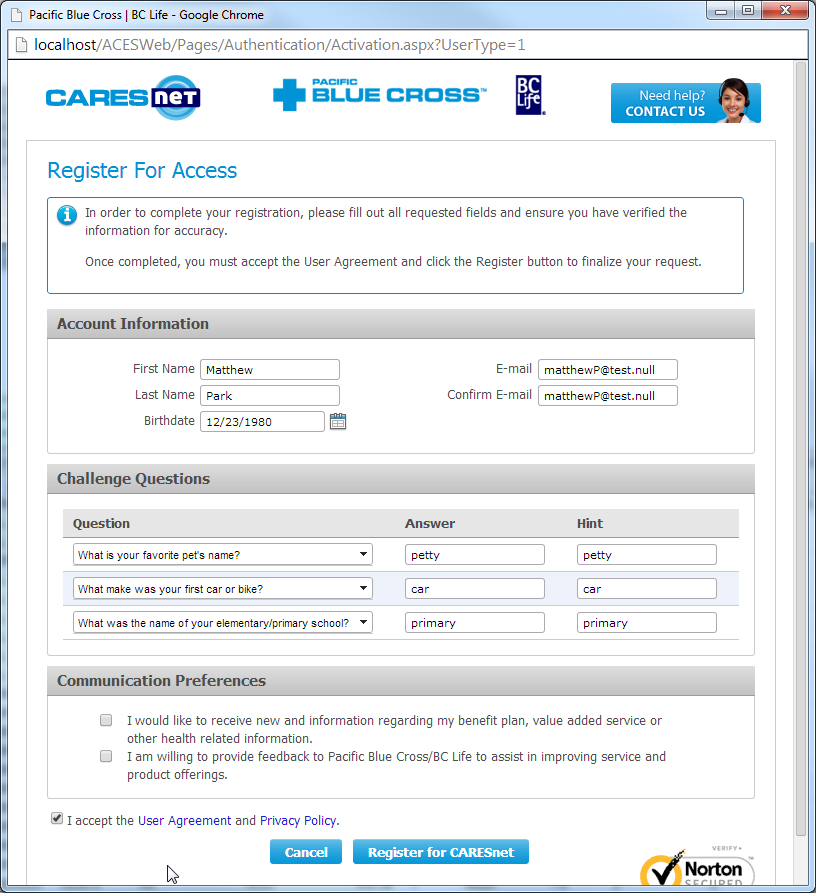 Pacific Blue Cross | BC Life - Google Chrome
localhost/ACESWeb/Pages/Authentication/Activation.aspx?UserType=1
CARESnet
PACIFIC
BLUE CROSS™
BC
Life
Need help?
CONTACT US
Register For Access
In order to complete your registration, please fill out all requested fields and ensure you have verified the
information for accuracy.
Once completed, you must accept the User Agreement and click the Register button to finalize your request.
Account Information
First Name Matthew
E-mail matthewP@test.null
Last Name Park
Confirm E-mail matthewP@test.null
Birthdate 12/23/1980
Challenge Questions
Question Answer Hint
What is your favorite pet's name? petty petty
What make was your first car or bike? car car
What was the name of your elementary/primary school? primary primary
Communication Preferences
I would like to receive new and information regarding my benefit plan, value added service or
other health related information.
I am willing to provide feedback to Pacific Blue Cross/BC Life to assist in improving service and
product offerings.
I accept the User Agreement and Privacy Policy.
Cancel Register for CARESnet
VERIFY
Norton
SECURED